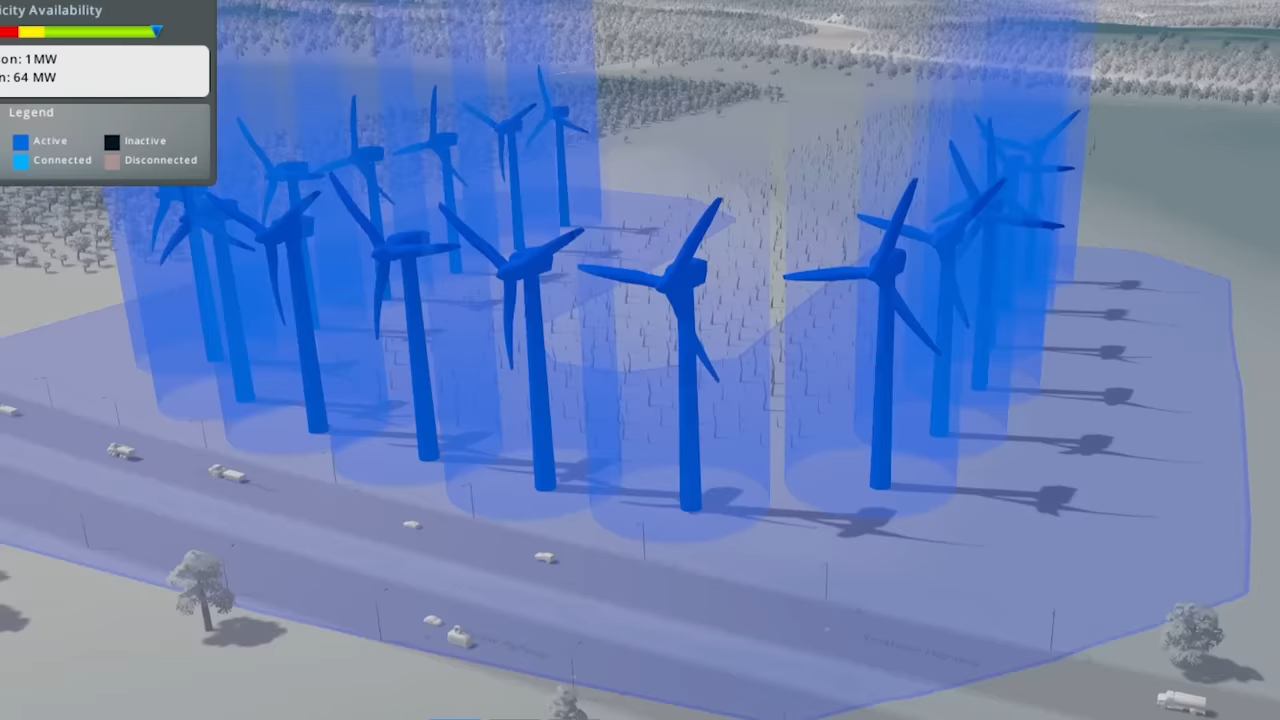 icity Availability
on: 1MW
n: 64 MW
Legend
Active
Inactive
Connected
Disconnected